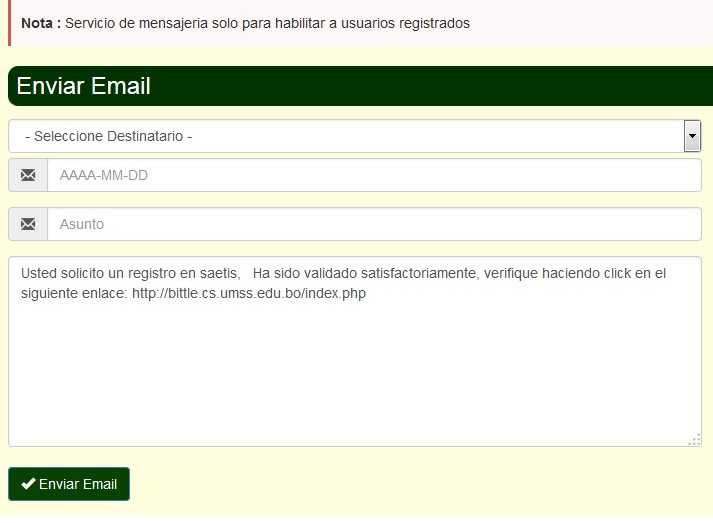 Nota : Servicio de mensajeria solo para habilitar a usuarios registrados
Enviar Email
- Seleccione Destinatario -
AAAA-MM-DD
Asunto
Usted solicito un registro en saetis,   Ha sido validado satisfactoriamente, verifique haciendo click en el
siguiente enlace: http://bittle.cs.umss.edu.bo/index.php
Enviar Email